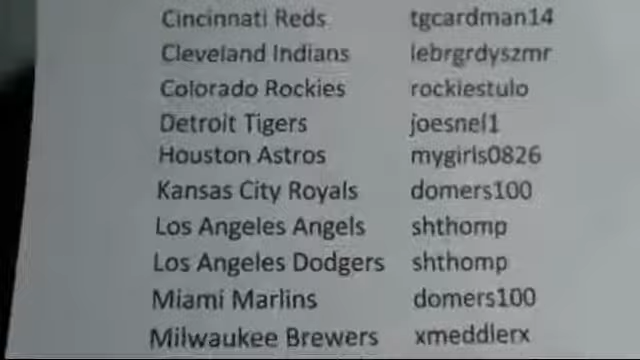 Cincinnati Reds tgcardman14
Cleveland Indians lebrgrdyszmr
Colorado Rockies rockiestulo
Detroit Tigers joesnel1
Houston Astros mygirls0826
Kansas City Royals domers100
Los Angeles Angels shthomp
Los Angeles Dodgers shthomp
Miami Marlins domers100
Milwaukee Brewers xmeddlerx